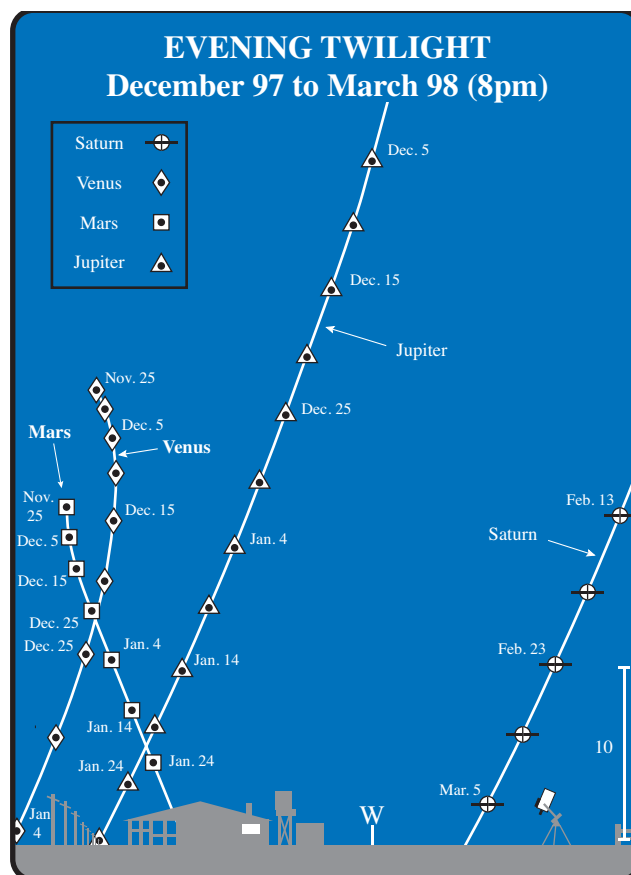 EVENING TWILIGHT
December 97 to March 98 (8pm)
Saturn
Venus
Mars
Jupiter
Dec. 5
Dec. 15
Jupiter
Dec. 25
Jan. 4
Jan. 14
Jan. 24
Nov. 25
Dec. 5
Venus
Dec. 15
Dec. 25
Jan
4
Mars
Nov.
25
Dec. 5
Dec. 15
Dec. 25
Jan. 4
Jan. 14
Jan. 24
Feb. 13
Saturn
Feb. 23
Mar. 5
10
W